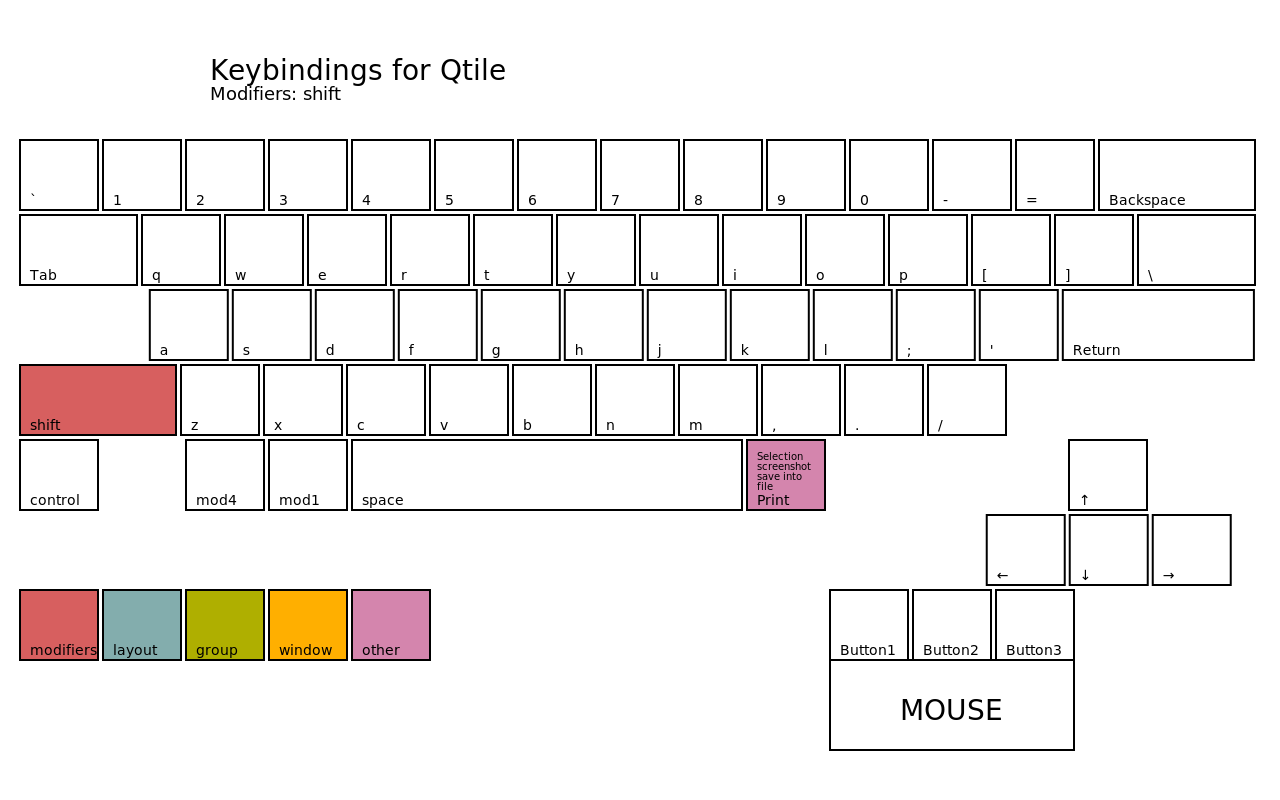 Keybindings for Qtile
Modifiers: shift
` 1 2 3 4 5 6 7 8 9 0 - = Backspace
Tab q w e r t y u i o p [ ] \
a s d f g h j k l ; ' Return
shift z x c v b n m , . /
Selection
screenshot
save into
file
control mod4 mod1 space Print ↑
← ↓ →
modifiers layout group window other Button1 Button2 Button3
MOUSE